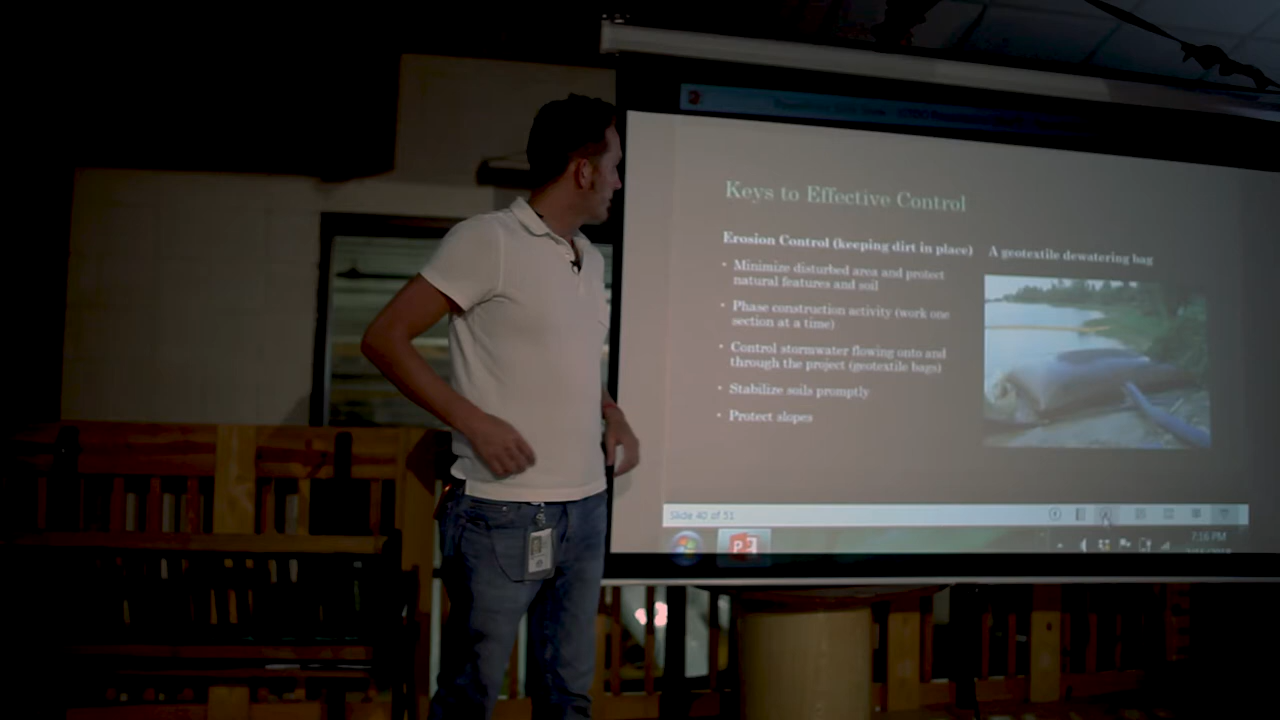 Keys to Effective Control
Erosion Control (keeping dirt in place)
• Minimize disturbed area and protect
natural features and soil
• Phase construction activity (work one
section at a time)
• Control stormwater flowing onto and
through the project (geotextile bags)
• Stabilize soils promptly
• Protect slopes
A geotextile dewatering bag
Slide 40 of 51
7:16 PM